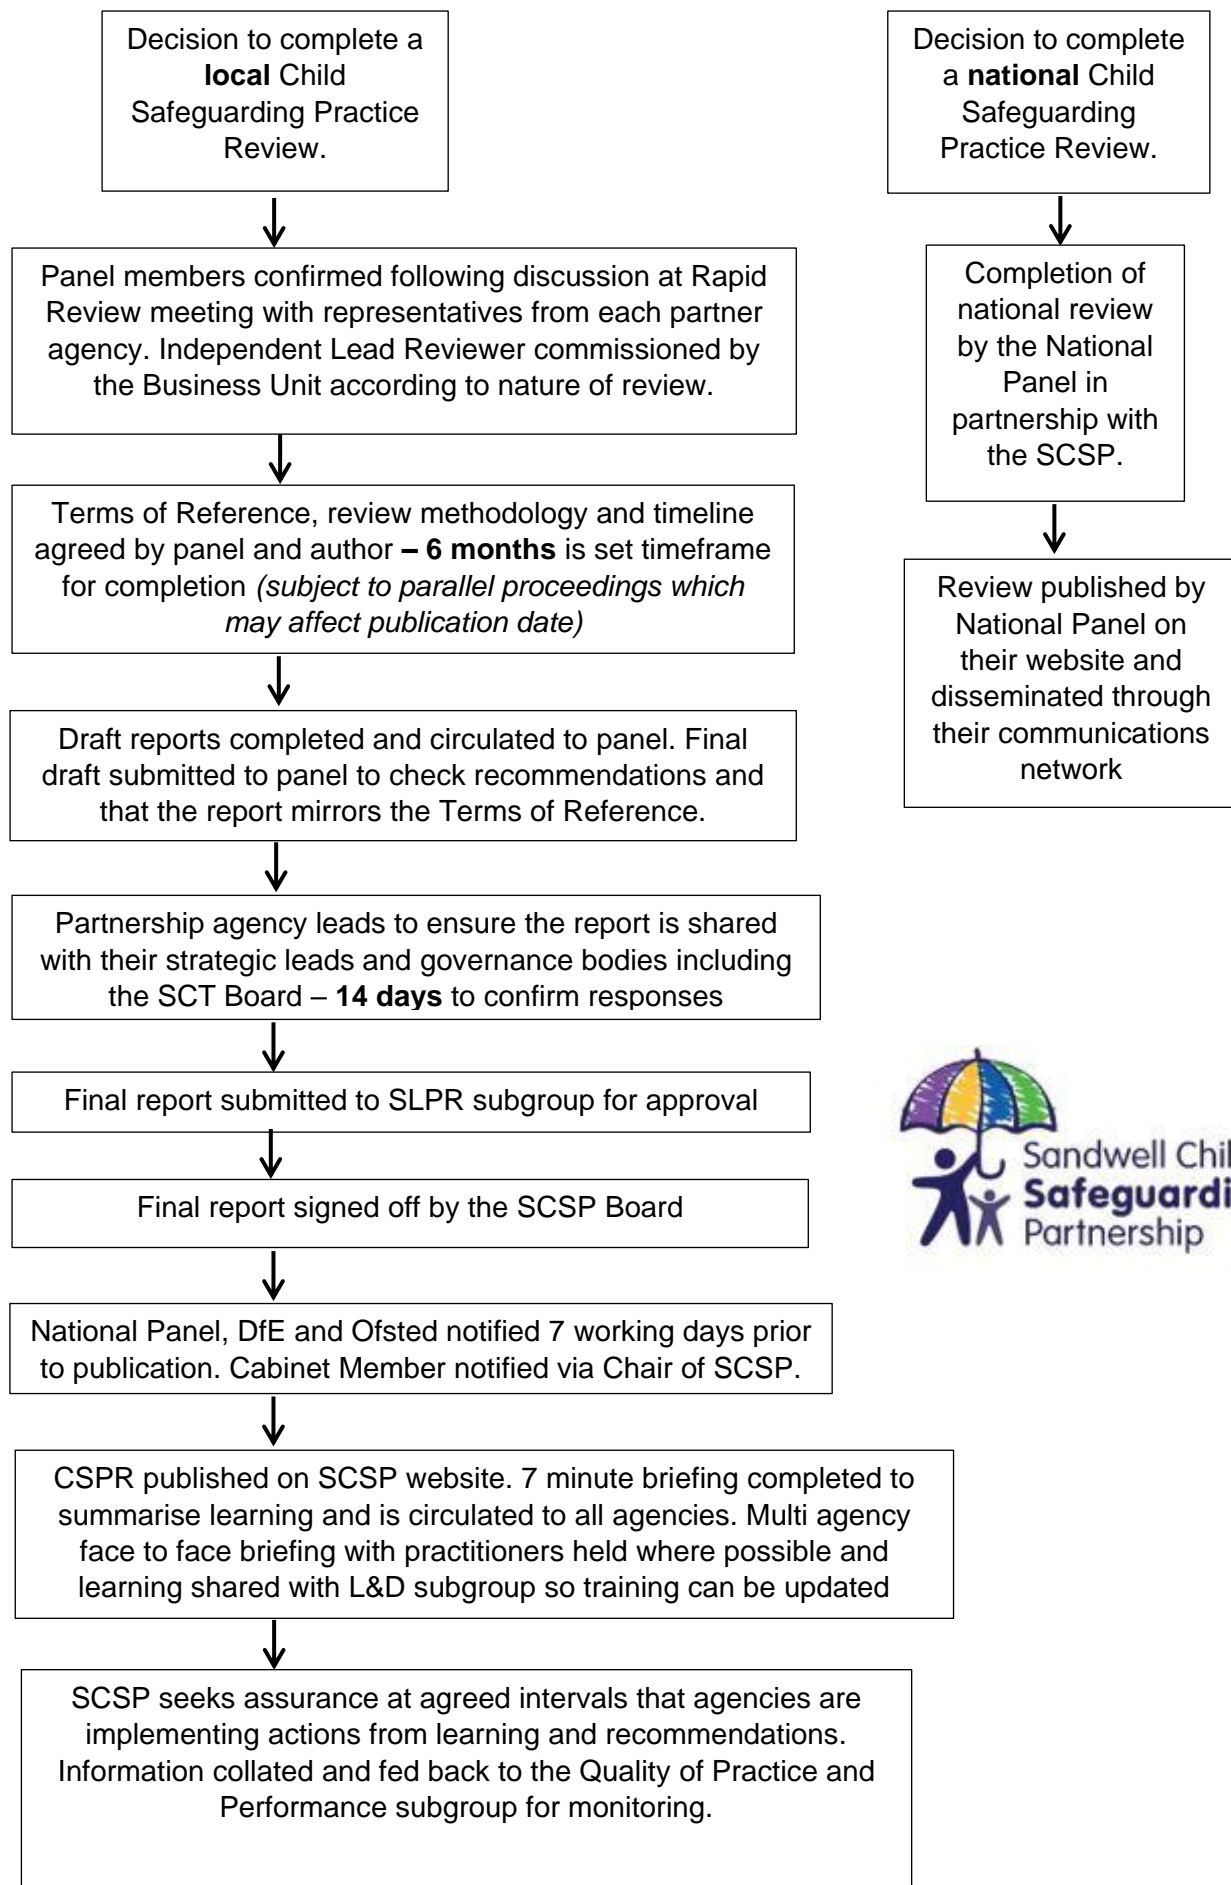 Decision to complete a
local Child
Safeguarding Practice
Review.
Panel members confirmed following discussion at Rapid
Review meeting with representatives from each partner
agency. Independent Lead Reviewer commissioned by
the Business Unit according to nature of review.
Terms of Reference, review methodology and timeline
agreed by panel and author – 6 months is set timeframe
for completion (subject to parallel proceedings which
may affect publication date)
Draft reports completed and circulated to panel. Final
draft submitted to panel to check recommendations and
that the report mirrors the Terms of Reference.
Partnership agency leads to ensure the report is shared
with their strategic leads and governance bodies including
the SCT Board – 14 days to confirm responses
Final report submitted to SLPR subgroup for approval
Final report signed off by the SCSP Board
National Panel, DfE and Ofsted notified 7 working days prior
to publication. Cabinet Member notified via Chair of SCSP.
CSPR published on SCSP website. 7 minute briefing completed to
summarise learning and is circulated to all agencies. Multi agency
face to face briefing with practitioners held where possible and
learning shared with L&D subgroup so training can be updated
SCSP seeks assurance at agreed intervals that agencies are
implementing actions from learning and recommendations.
Information collated and fed back to the Quality of Practice and
Performance subgroup for monitoring.
Decision to complete
a national Child
Safeguarding
Practice Review.
Completion of
national review
by the National
Panel in
partnership with
the SCSP.
Review published by
National Panel on
their website and
disseminated through
their communications
network
Sandwell Chil
Safeguardi
Partnership